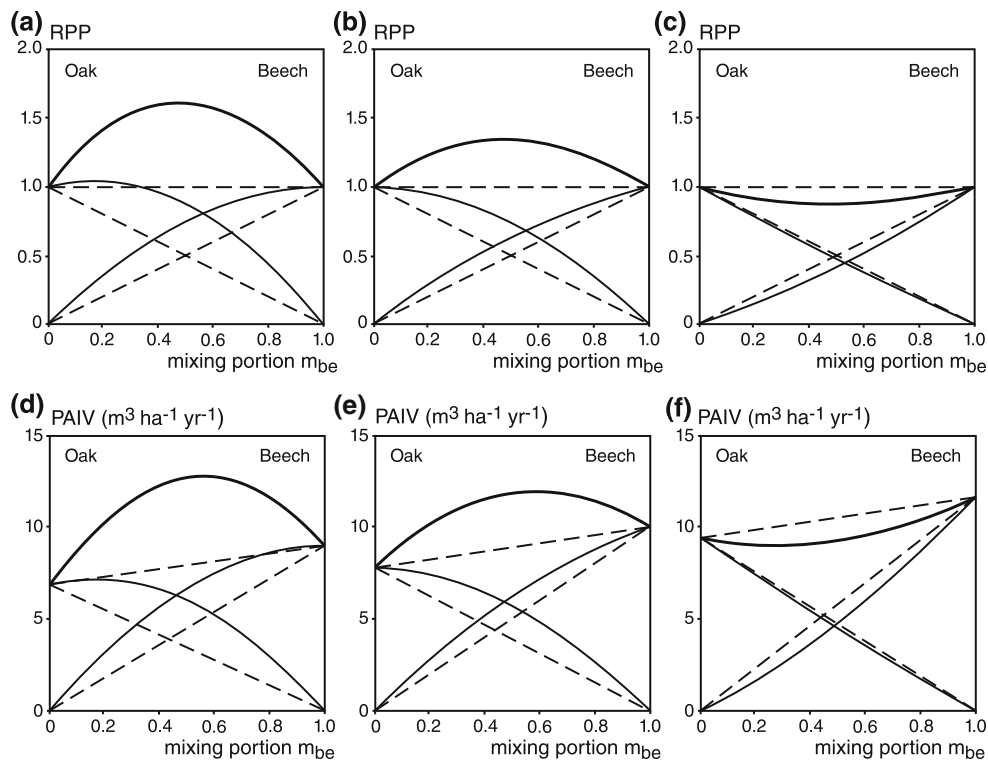 (a) RPP
2.0
Oak Beech
1.5
1.0
0.5
0
0 0.2 0.4 0.6 0.8 1.0
mixing portion mbe
(b) RPP
2.0
Oak Beech
1.5
1.0
0.5
0
0 0.2 0.4 0.6 0.8 1.0
mixing portion mbe
(c) RPP
2.0
Oak Beech
1.5
1.0
0.5
0
0 0.2 0.4 0.6 0.8 1.0
mixing portion mbe
(d) PAIV (m3 ha-1 yr-1)
15
Oak Beech
10
5
0
0 0.2 0.4 0.6 0.8 1.0
mixing portion mbe
(e) PAIV (m3 ha-1 yr-1)
15
Oak Beech
10
5
0
0 0.2 0.4 0.6 0.8 1.0
mixing portion mbe
(f) PAIV (m3 ha-1 yr-1)
15
Oak Beech
10
5
0
0 0.2 0.4 0.6 0.8 1.0
mixing portion mbe